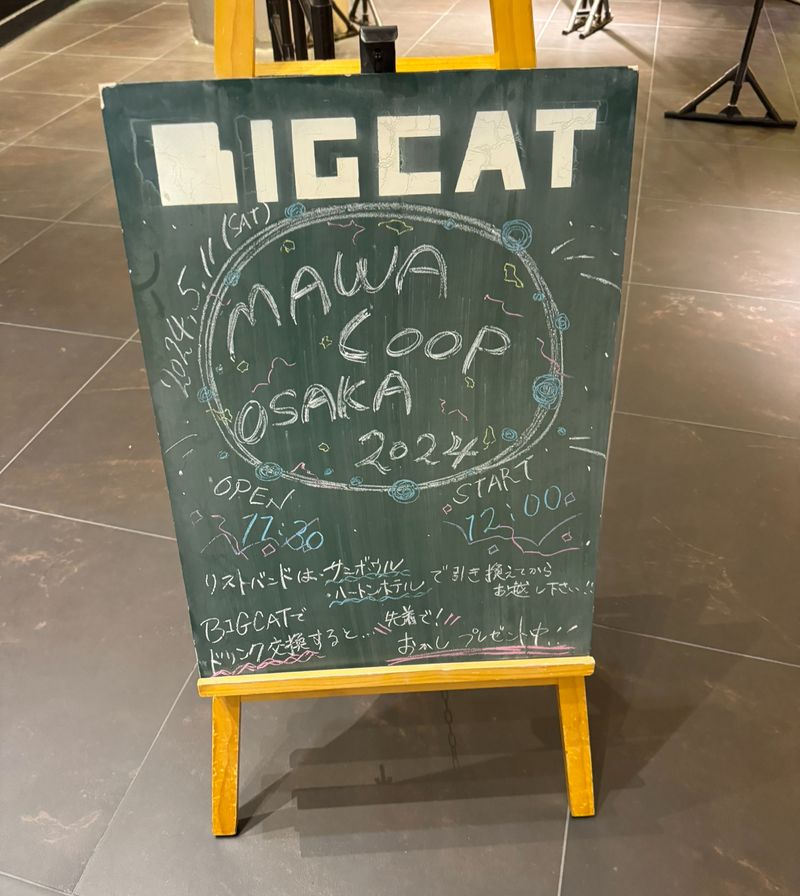 BIGCAT
2024.5.11(SAT)
MAWA
LOOP
OSAKA
2024
OPEN
11:30
START
12:00
リストバンドは・サンボウル
・ハートンホテル
で引き換えてから
お越し下さい!!
BIGCATで
ドリンク交換すると...
先着で!
おかしプレゼント中!!